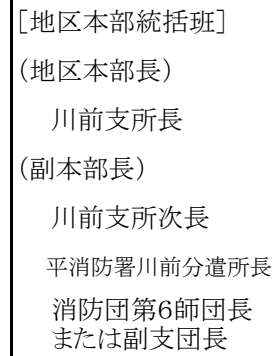 ［地区本部統括班］
（地区本部長）
川前支所長
（副本部長）
川前支所次長
平消防署川前分遣所長
消防団第6師団長
または副支団長